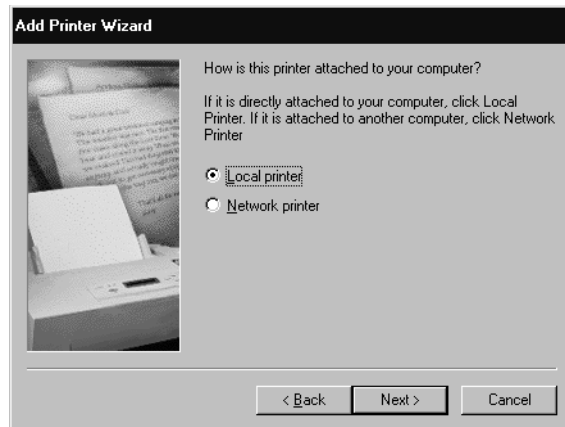 Add Printer Wizard
How is this printer attached to your computer?
If it is directly attached to your computer, click Local
Printer. If it is attached to another computer, click Network
Printer
Local printer
Network printer
< Back
Next >
Cancel